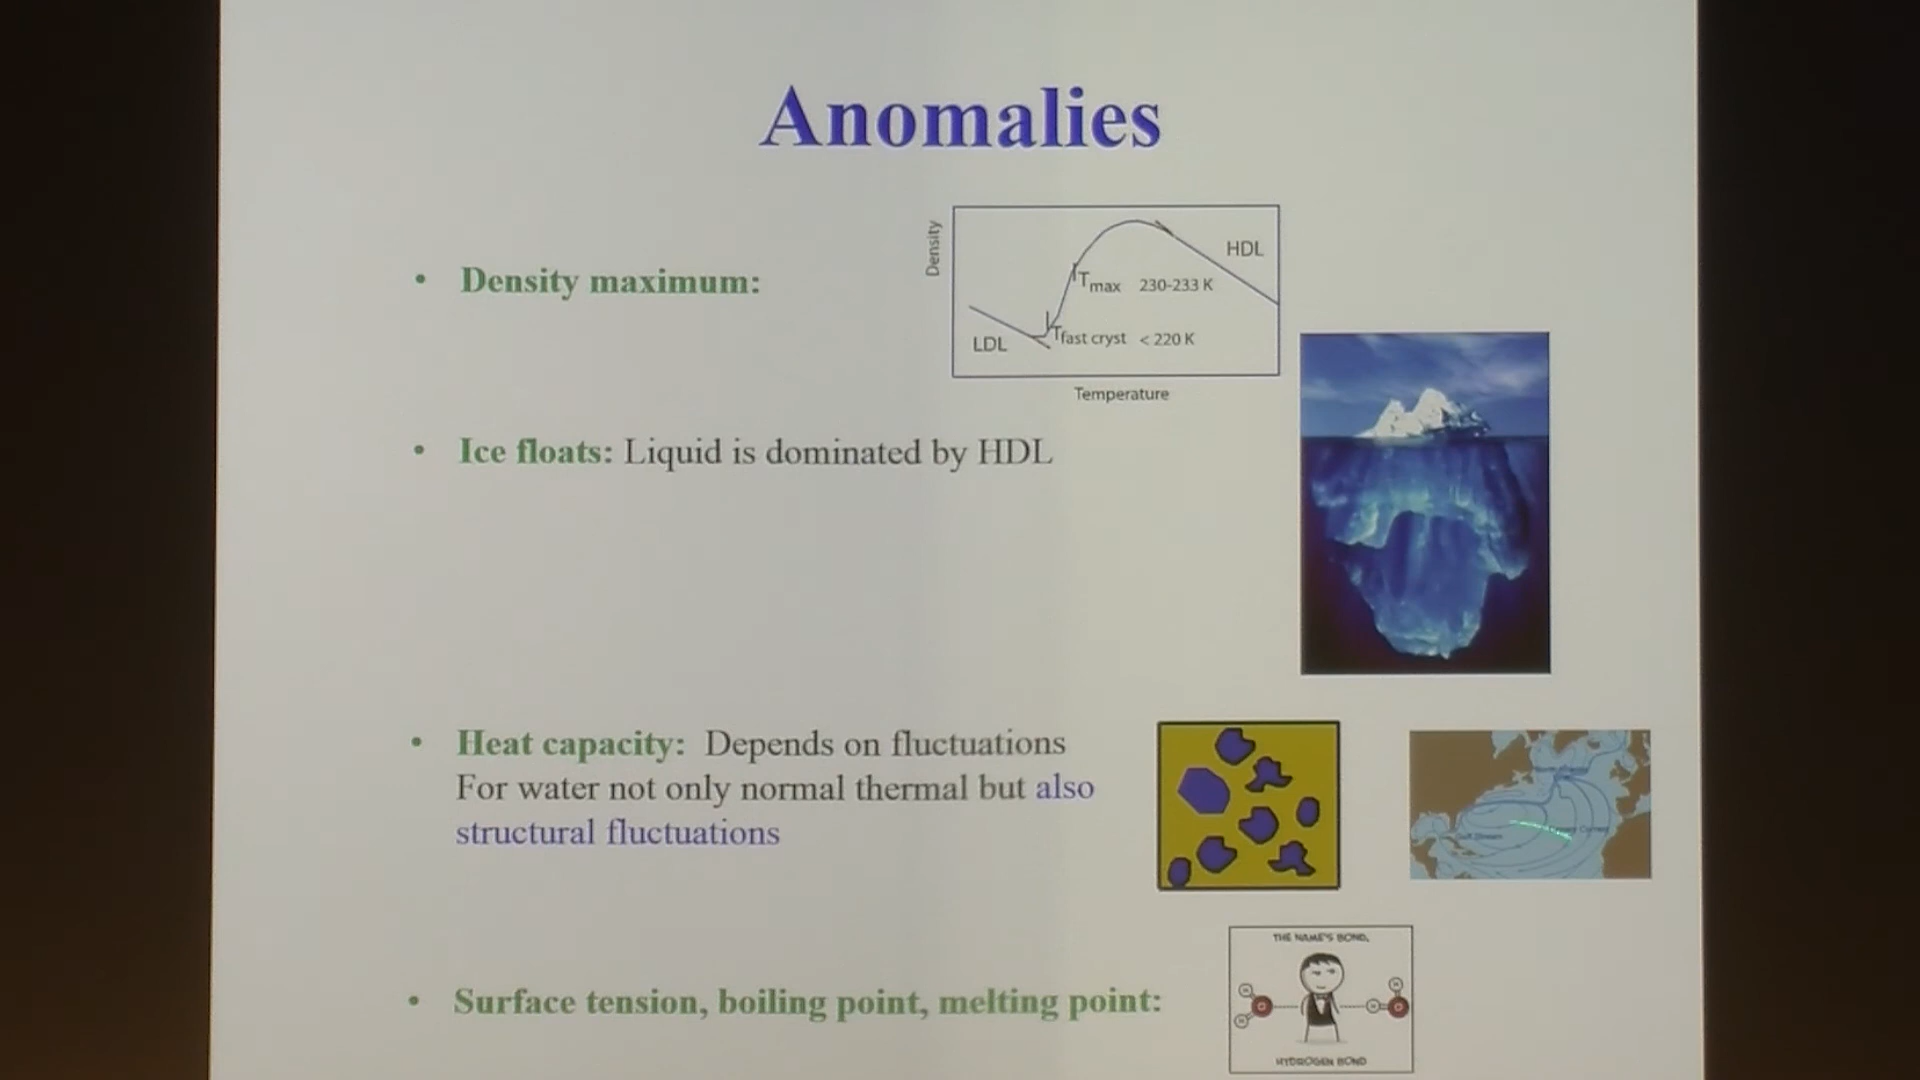 Anomalies
Density
HDL
• Density maximum:
Tmax 230-233 K
LDL
Tfast cryst < 220 K
Temperature
• Ice floats: Liquid is dominated by HDL
• Heat capacity: Depends on fluctuations
For water not only normal thermal but also
structural fluctuations
Gulf Stream
THE NAME'S BOND,
• Surface tension, boiling point, melting point:
H
H
O
H
H
O
HYDROGEN BOND